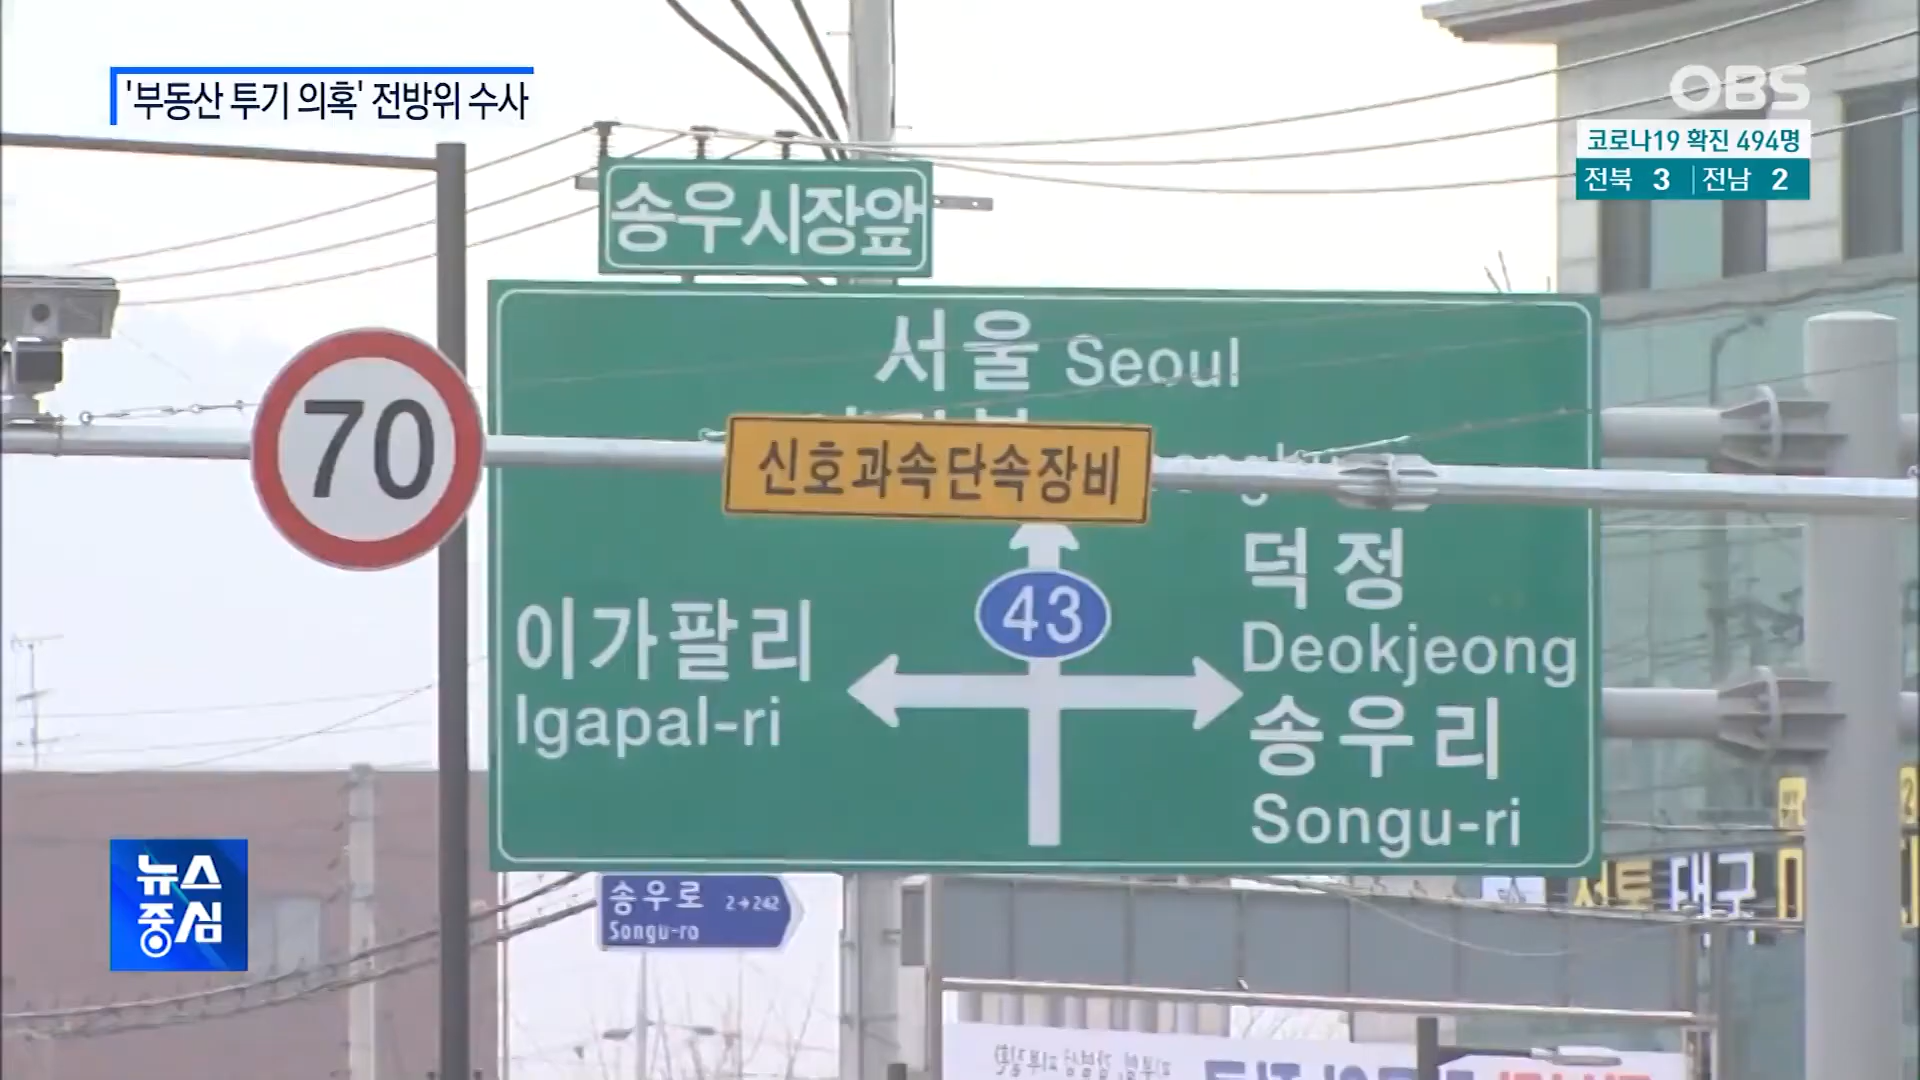 '부동산 투기 의혹' 전방위 수사
OBS
코로나19 확진 494명
전북 3 전남 2
송우시장앞
서울 Seoul
70
신호과속단속장비
43
덕정
Deokjeong
이가팔리
Igapal-ri
송우리
Songu-ri
뉴스
중심
송우로 2→242
Songu-ro
대구